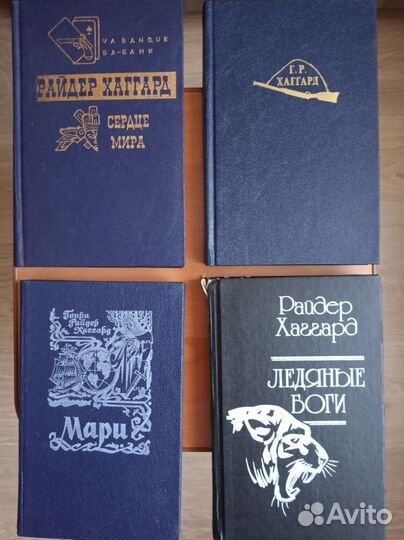 VA BANQUE
ВА-БАНК
РАЙДЕР ХАГГАРД
СЕРДЦЕ
МИРА
Г. Р.
ХАГГАРД
Генри
Райдер
Хаггард
Мари
Райдер
Хаггард
ЛЕДЯНЫЕ
БОГИ
Avito